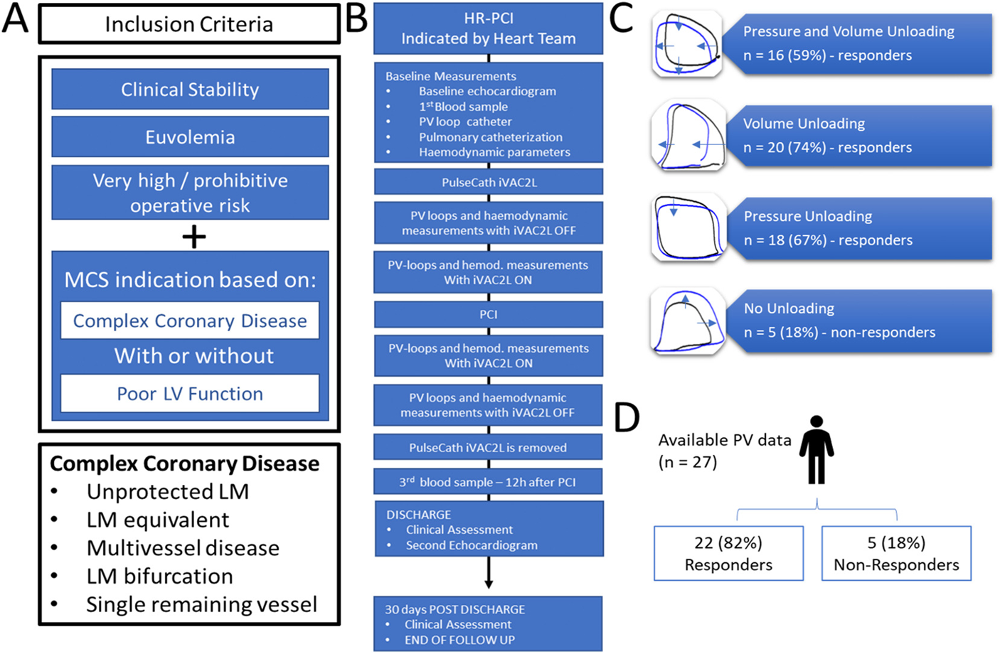 A
Inclusion Criteria
Clinical Stability
Euvolemia
Very high / prohibitive
operative risk
+
MCS indication based on:
Complex Coronary Disease
With or without
Poor LV Function
Complex Coronary Disease
• Unprotected LM
• LM equivalent
• Multivessel disease
• LM bifurcation
• Single remaining vessel
B
HR-PCI
Indicated by Heart Team
Baseline Measurements
• Baseline echocardiogram
• 1st Blood sample
• PV loop catheter
• Pulmonary catheterization
• Haemodynamic parameters
PulseCath iVAC2L
PV loops and haemodynamic
measurements with iVAC2L OFF
PV-loops and hemod. measurements
With iVAC2L ON
PCI
PV-loops and hemod. measurements
With iVAC2L ON
PV loops and haemodynamic
measurements with iVAC2L OFF
PulseCath iVAC2L is removed
3rd blood sample – 12h after PCI
DISCHARGE
• Clinical Assessment
• Second Echocardiogram
30 days POST DISCHARGE
• Clinical Assessment
• END OF FOLLOW UP
C
Pressure and Volume Unloading
n = 16 (59%) - responders
Volume Unloading
n = 20 (74%) - responders
Pressure Unloading
n = 18 (67%) - responders
No Unloading
n = 5 (18%) - non-responders
D
Available PV data
(n = 27)
22 (82%)
Responders
5 (18%)
Non-Responders